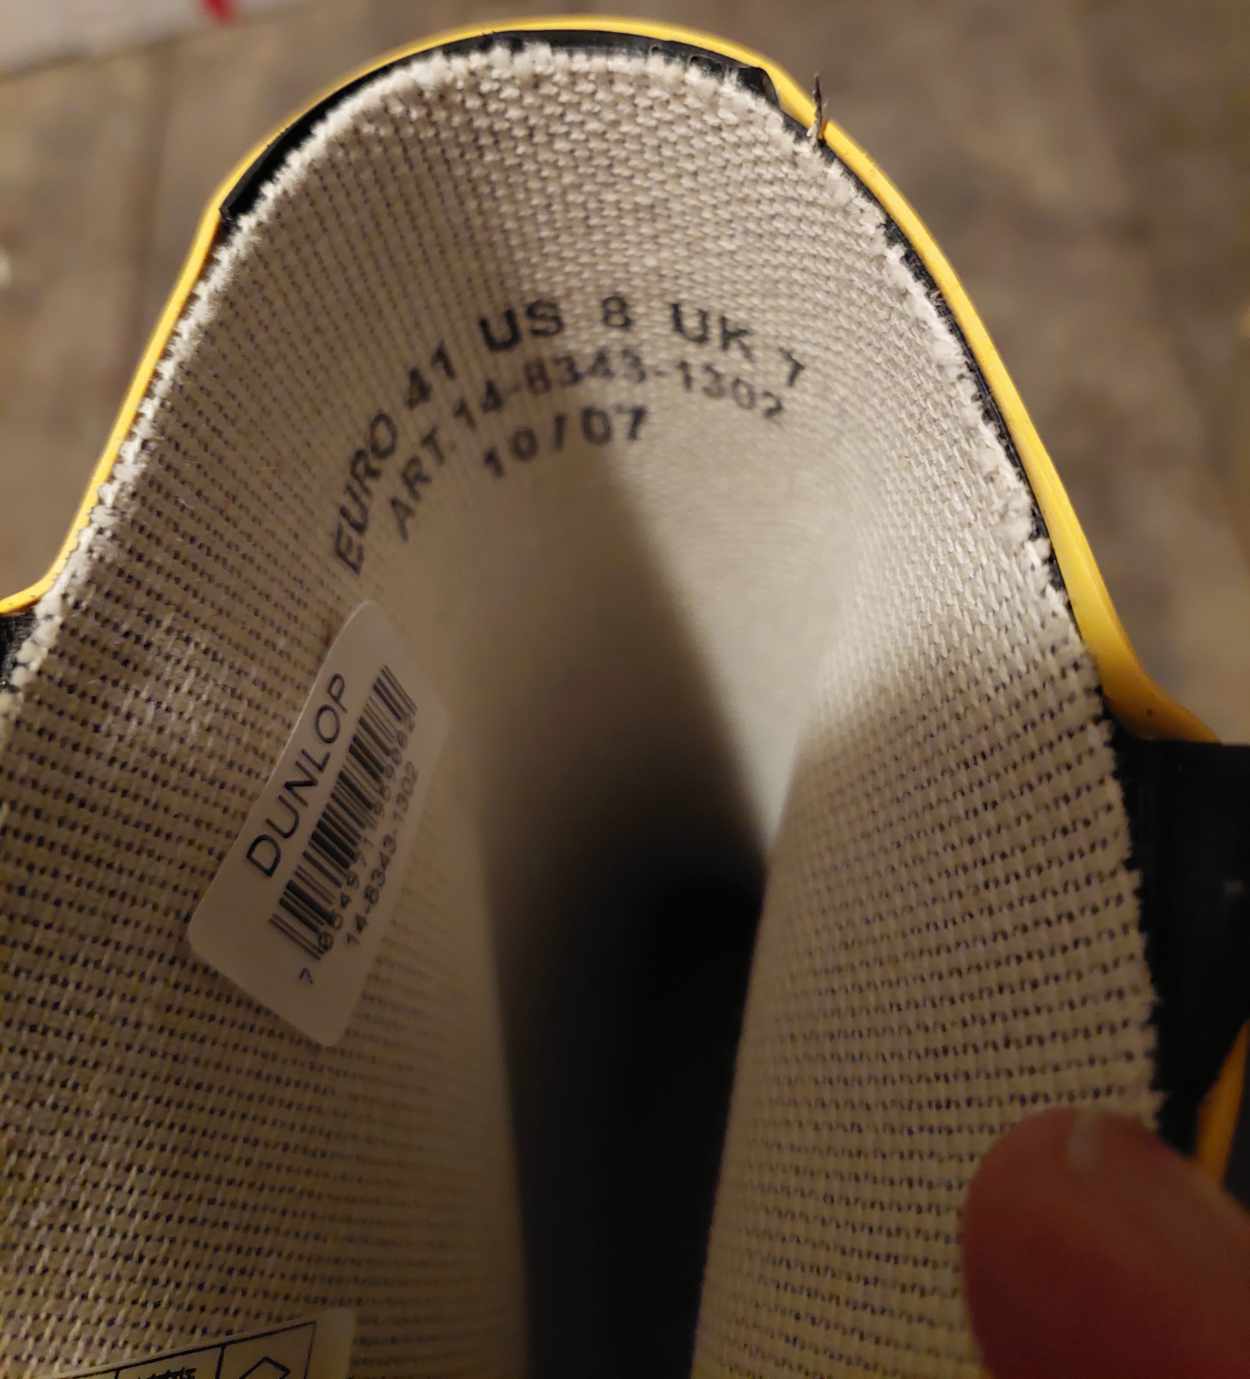 EURO 41 US 8 UK 7
ART. 14-8343-1302
10/07
DUNLOP
14-8343-1302